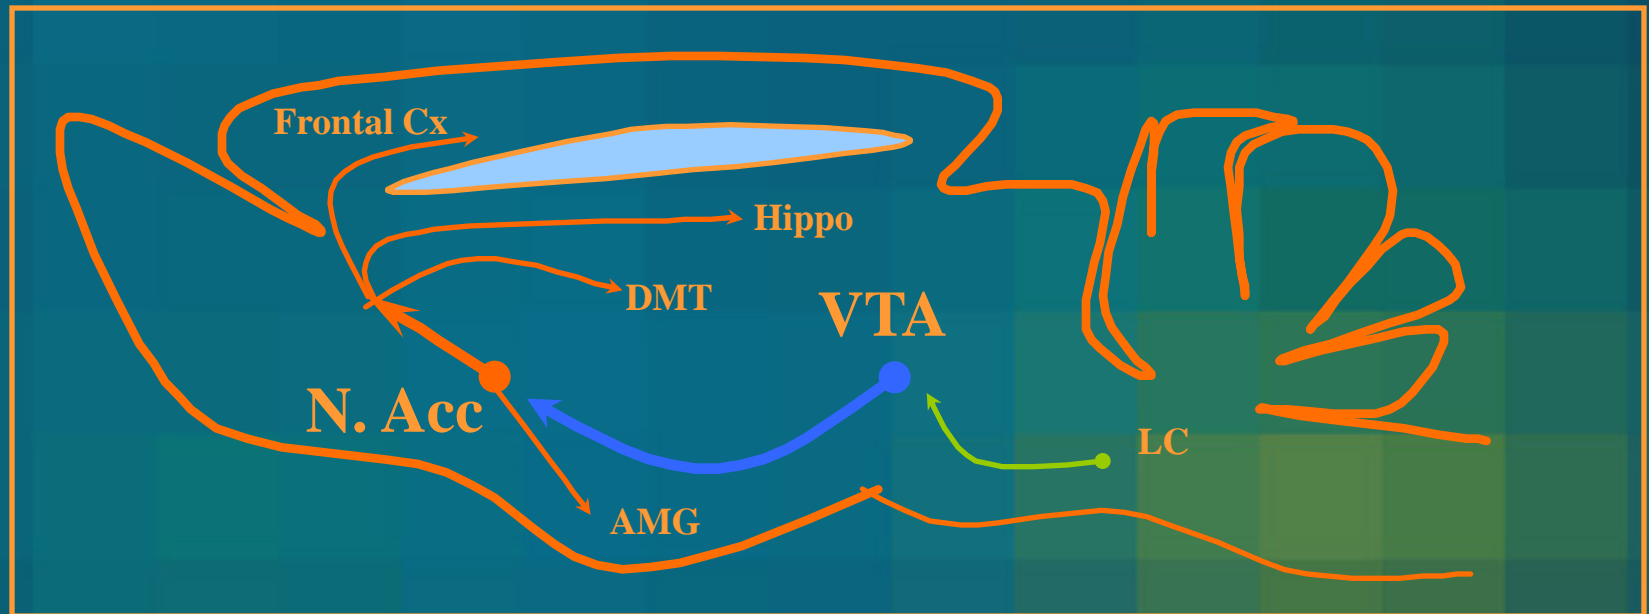 Frontal Cx
Hippo
DMT
VTA
N. Acc
LC
AMG